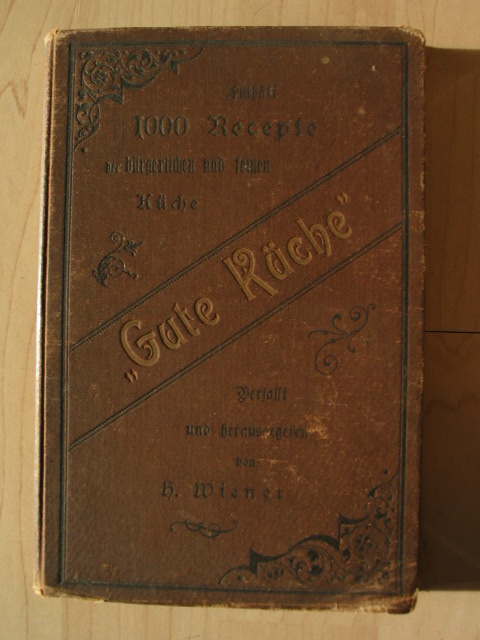 Enthält
1000 Recepte
der bürgerlichen und feinen
Küche
„Gute Küche“
Verfaßt
und herausgegeben
von
H. Wiener